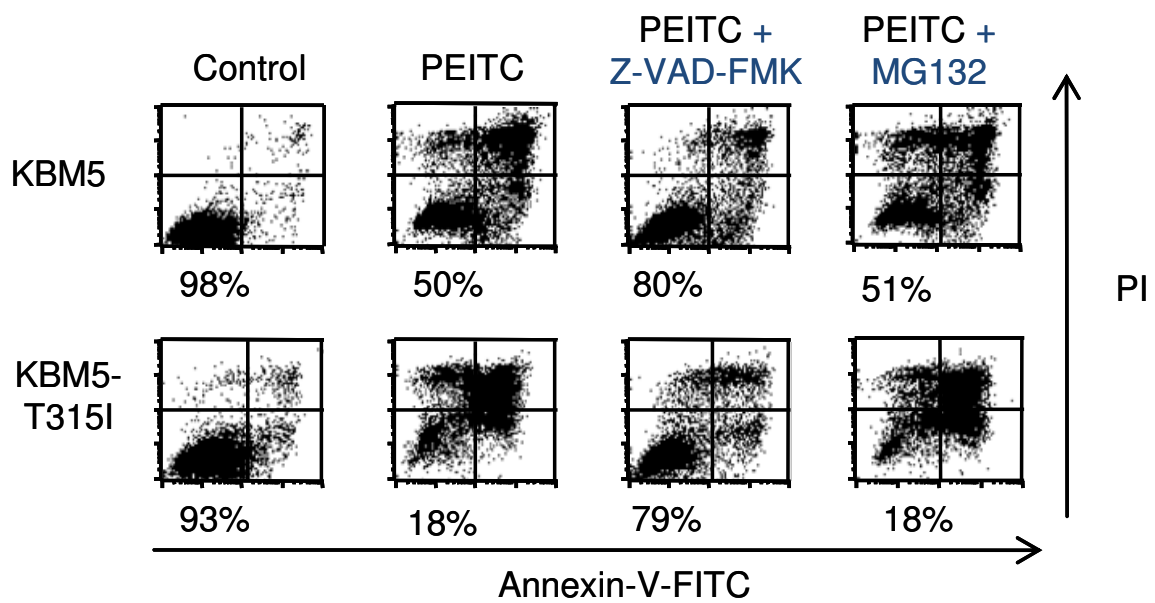 Control
PEITC
PEITC +
Z-VAD-FMK
PEITC +
MG132
KBM5
98%
50%
80%
51%
PI
KBM5-
T315I
93%
18%
79%
18%
Annexin-V-FITC